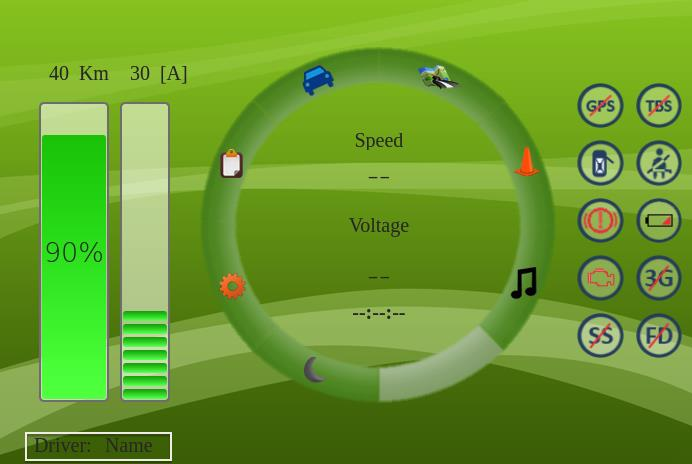 40 Km 30 [A]
GPS TBS
Speed
--
90%
Voltage
--
3G
--:--:--
SS FD
Driver: Name